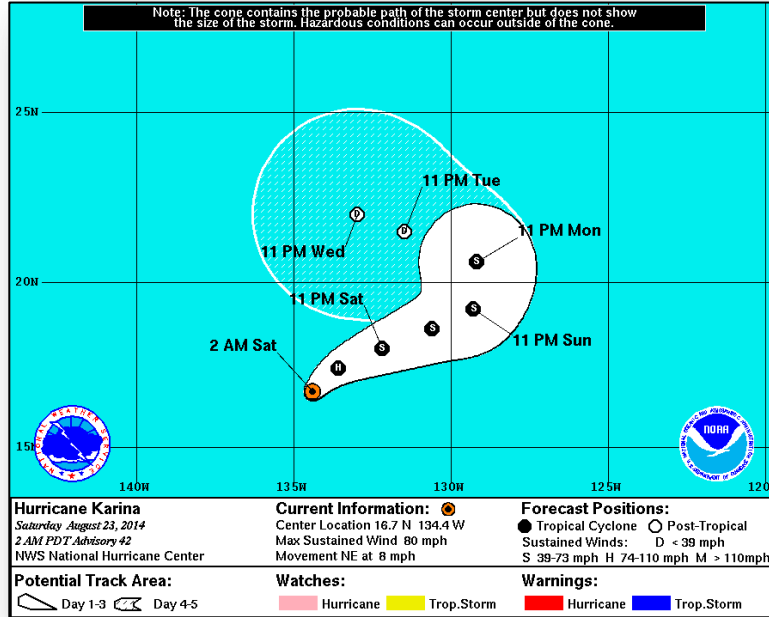 Note: The cone contains the probable path of the storm center but does not show
the size of the storm. Hazardous conditions can occur outside of the cone.
25N
11 PM Tue
11 PM Wed
11 PM Mon
20N
11 PM Sat
11 PM Sun
2 AM Sat
D
D
S
S
S
S
H
15N
NATIONAL WEATHER SERVICE
NOAA
140W
135W
130W
125W
120W
Hurricane Karina
Saturday August 23, 2014
2 AM PDT Advisory 42
NWS National Hurricane Center
Current Information:
Center Location 16.7 N 134.4 W
Max Sustained Wind 80 mph
Movement NE at 8 mph
Forecast Positions:
Tropical Cyclone Post-Tropical
Sustained Winds: D < 39 mph
S 39-73 mph H 74-110 mph M > 110mph
Potential Track Area:
Day 1-3 Day 4-5
Watches:
Hurricane Trop.Storm
Warnings:
Hurricane Trop.Storm